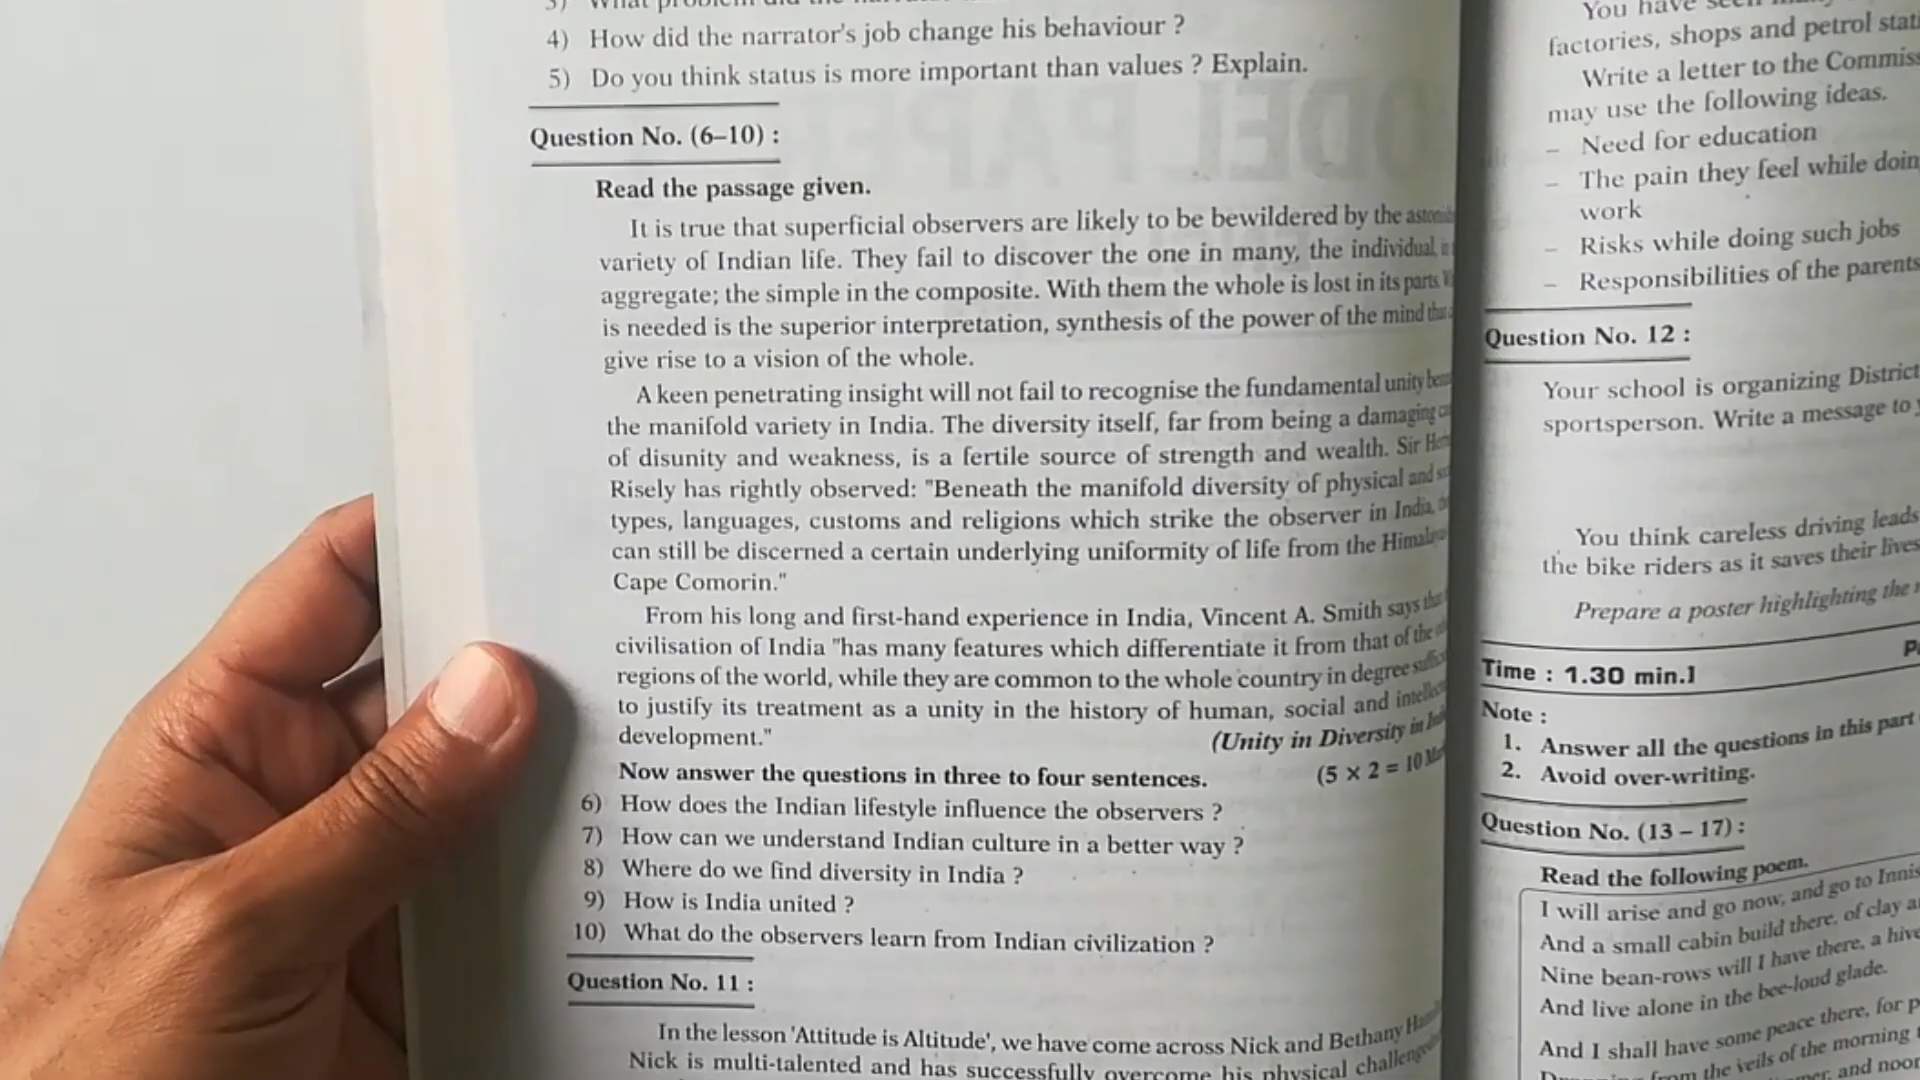 4) How did the narrator's job change his behaviour ?
5) Do you think status is more important than values ? Explain.
Question No. (6–10) :
Read the passage given.
It is true that superficial observers are likely to be bewildered by the
variety of Indian life. They fail to discover the one in many, the individual, in
aggregate; the simple in the composite. With them the whole is lost in its parts.
is needed is the superior interpretation, synthesis of the power of the mind that
give rise to a vision of the whole.
A keen penetrating insight will not fail to recognise the fundamental unity
the manifold variety in India. The diversity itself, far from being a damaging
of disunity and weakness, is a fertile source of strength and wealth. Sir
Risely has rightly observed: "Beneath the manifold diversity of physical and
types, languages, customs and religions which strike the observer in India,
can still be discerned a certain underlying uniformity of life from the
Cape Comorin."
From his long and first-hand experience in India, Vincent A. Smith says that
civilisation of India "has many features which differentiate it from that of the
regions of the world, while they are common to the whole country in degree
to justify its treatment as a unity in the history of human, social and
development."
(Unity in Diversity in
Now answer the questions in three to four sentences.
(5 × 2 = 10
6) How does the Indian lifestyle influence the observers ?
7) How can we understand Indian culture in a better way ?
8) Where do we find diversity in India ?
9) How is India united ?
10) What do the observers learn from Indian civilization ?
Question No. 11 :
In the lesson 'Attitude is Altitude', we have come across Nick and Bethany
Nick is multi-talented and has successfully overcome his physical
You have
factories, shops and petrol
Write a letter to the
may use the following ideas.
– Need for education
– The pain they feel while
work
– Risks while doing such jobs
– Responsibilities of the parents
Question No. 12 :
Your school is organizing District
sportsperson. Write a message to
You think careless driving leads
the bike riders as it saves their lives
Prepare a poster highlighting the
Time : 1.30 min.]
Note :
1. Answer all the questions in this part
2. Avoid over-writing.
Question No. (13 – 17) :
Read the following poem.
I will arise and go now, and go to
And a small cabin build there, of clay
Nine bean-rows will I have there, a hive
And live alone in the bee-loud glade.
And I shall have some peace there, for
from the veils of the morning
and